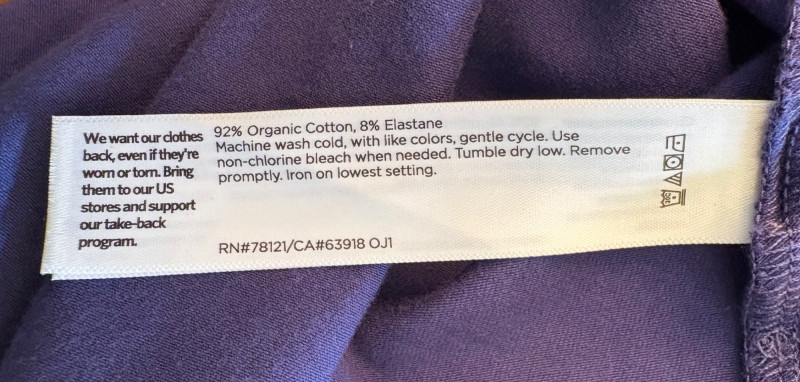 We want our clothes
back, even if they're
worn or torn. Bring
them to our US
stores and support
our take-back
program.
92% Organic Cotton, 8% Elastane
Machine wash cold, with like colors, gentle cycle. Use
non-chlorine bleach when needed. Tumble dry low. Remove
promptly. Iron on lowest setting.
RN#78121/CA#63918 OJ1